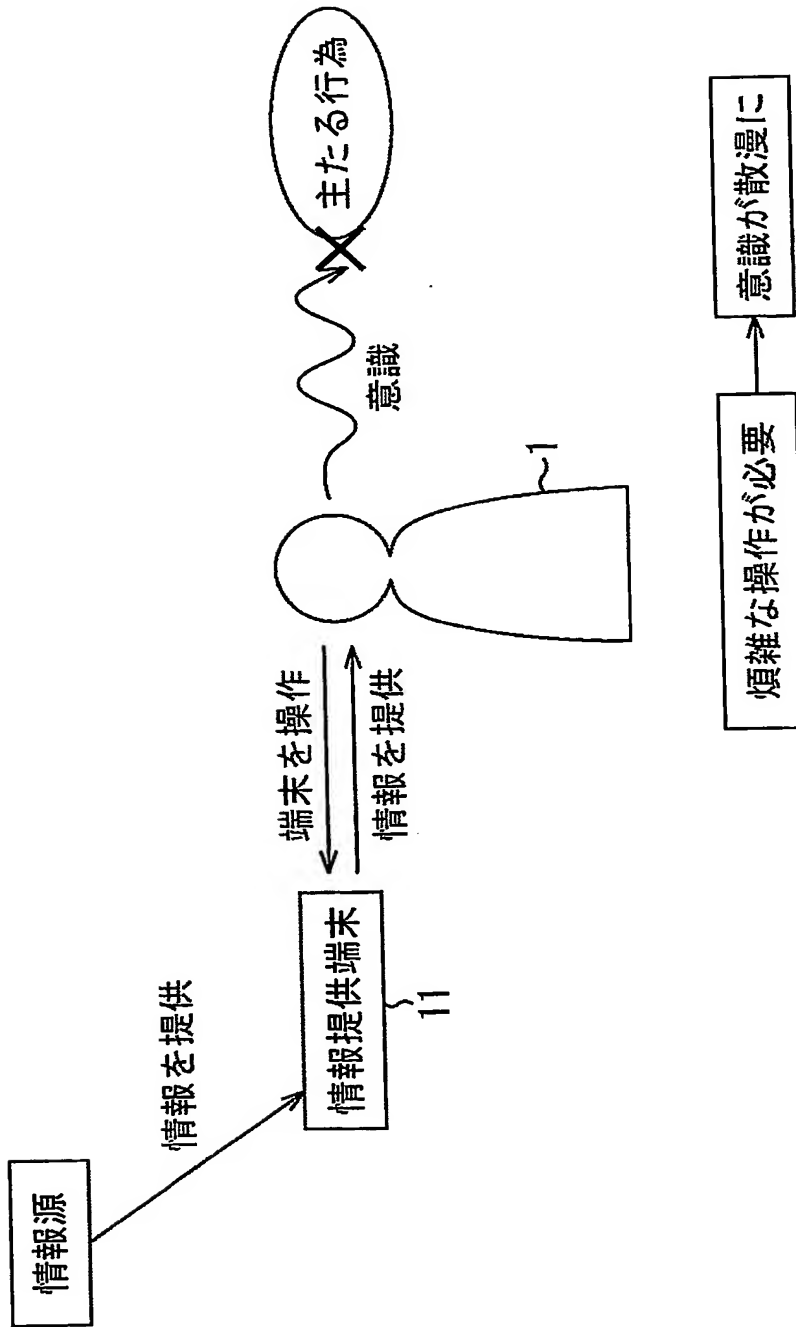 情報源
情報を提供
情報提供端末
11
端末を操作
情報を提供
1
意識
主たる行為
煩雑な操作が必要
意識が散漫に